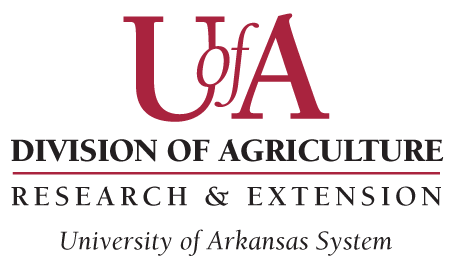 UofA
DIVISION OF AGRICULTURE
RESEARCH & EXTENSION
University of Arkansas System